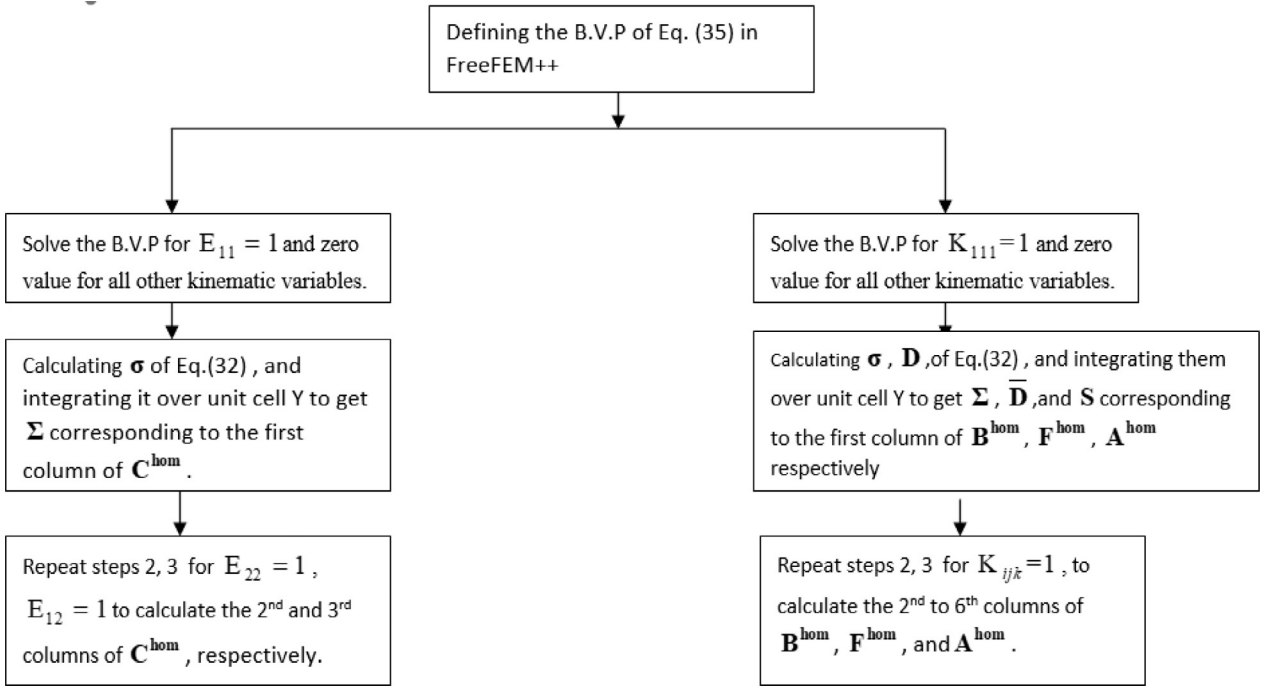 Defining the B.V.P of Eq. (35) in
FreeFEM++
Solve the B.V.P for E₁₁ = 1 and zero
value for all other kinematic variables.
Calculating σ of Eq.(32) , and
integrating it over unit cell Y to get
Σ corresponding to the first
column of C^hom .
Repeat steps 2, 3 for E₂₂ = 1 ,
E₁₂ = 1 to calculate the 2nd and 3rd
columns of C^hom , respectively.
Solve the B.V.P for K₁₁₁=1 and zero
value for all other kinematic variables.
Calculating σ , D ,of Eq.(32) , and integrating them
over unit cell Y to get Σ , D̅ ,and S corresponding
to the first column of B^hom , F^hom , A^hom
respectively
Repeat steps 2, 3 for K_ijk=1 , to
calculate the 2nd to 6th columns of
B^hom , F^hom , and A^hom .